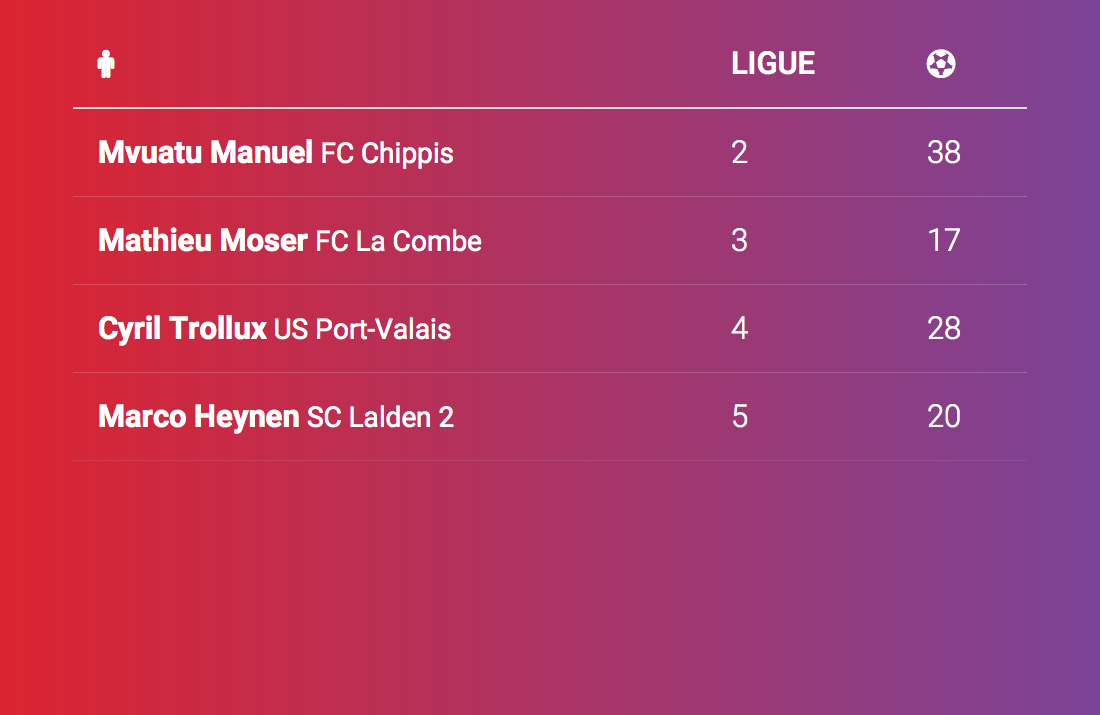 LIGUE
Mvuatu Manuel FC Chippis 2 38
Mathieu Moser FC La Combe 3 17
Cyril Trollux US Port-Valais 4 28
Marco Heynen SC Lalden 2 5 20